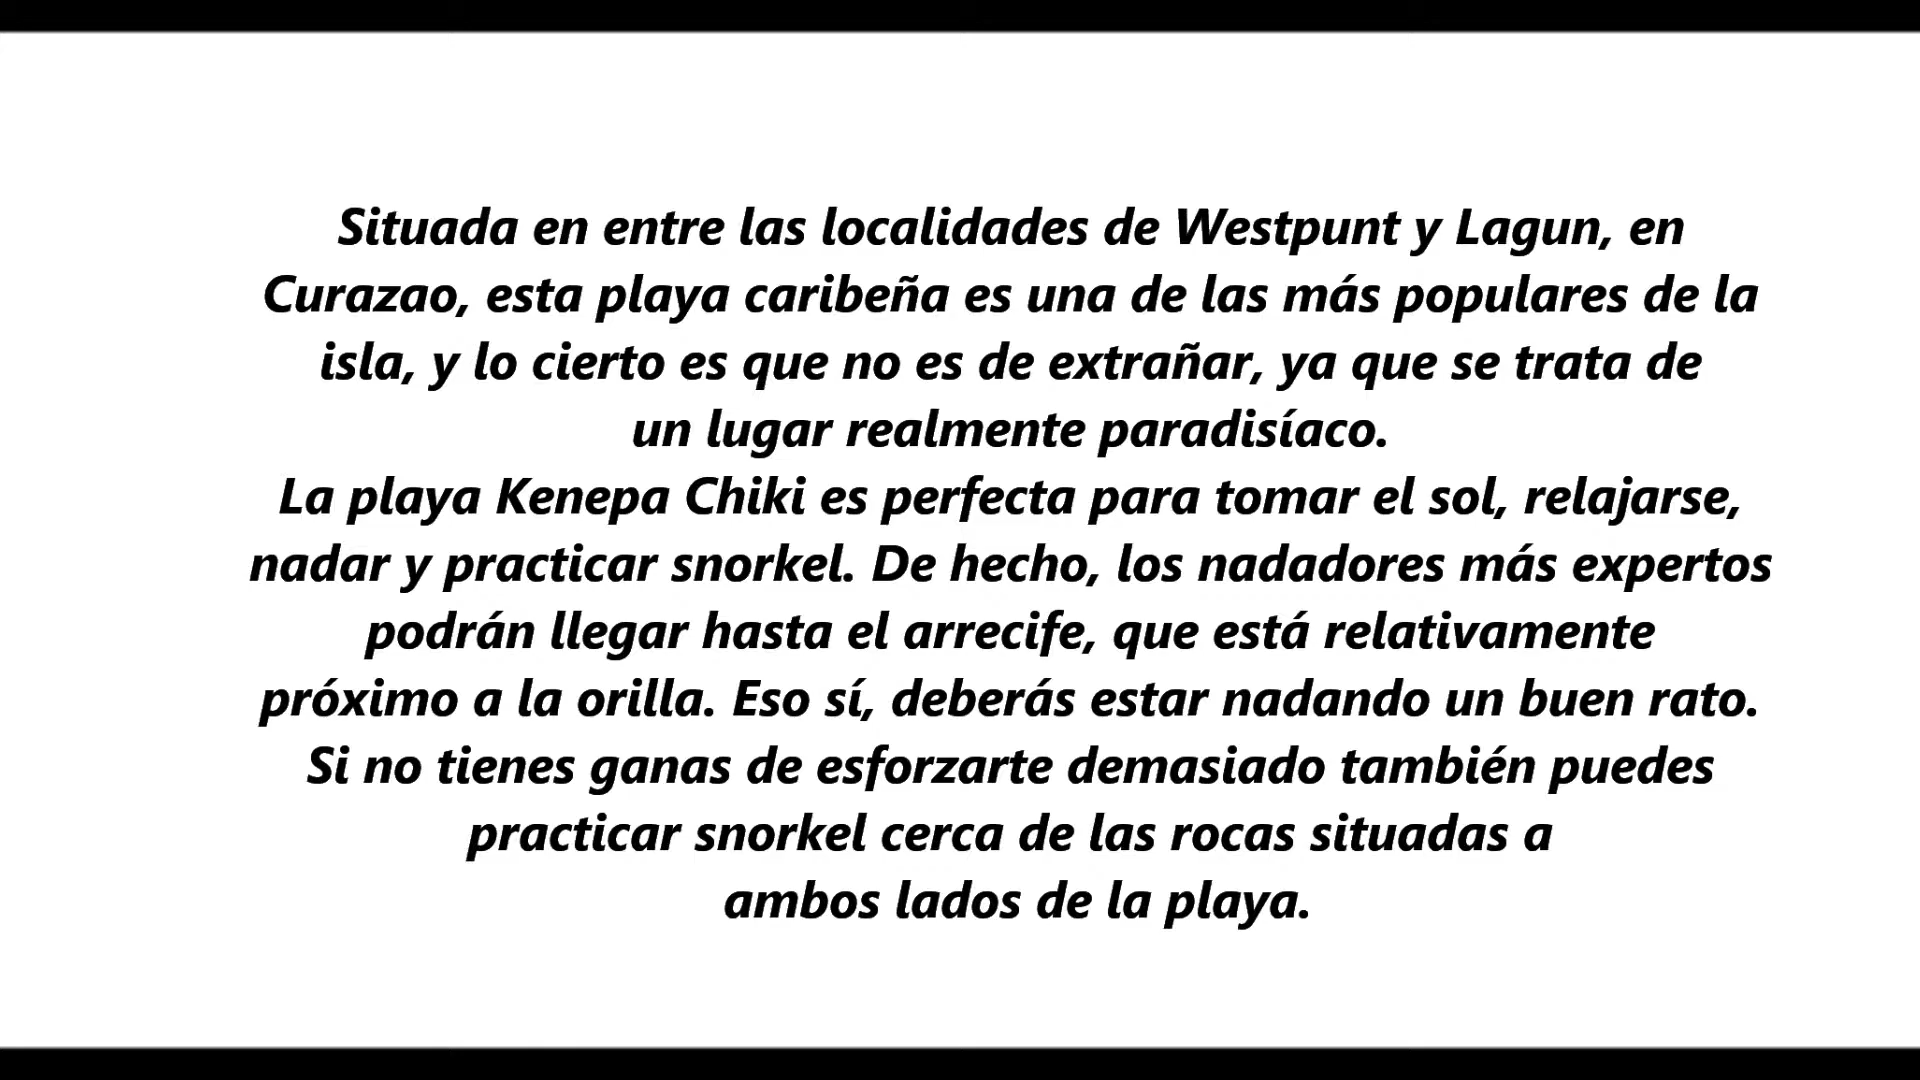 Situada en entre las localidades de Westpunt y Lagun, en
Curazao, esta playa caribeña es una de las más populares de la
isla, y lo cierto es que no es de extrañar, ya que se trata de
un lugar realmente paradisíaco.
La playa Kenepa Chiki es perfecta para tomar el sol, relajarse,
nadar y practicar snorkel. De hecho, los nadadores más expertos
podrán llegar hasta el arrecife, que está relativamente
próximo a la orilla. Eso sí, deberás estar nadando un buen rato.
Si no tienes ganas de esforzarte demasiado también puedes
practicar snorkel cerca de las rocas situadas a
ambos lados de la playa.